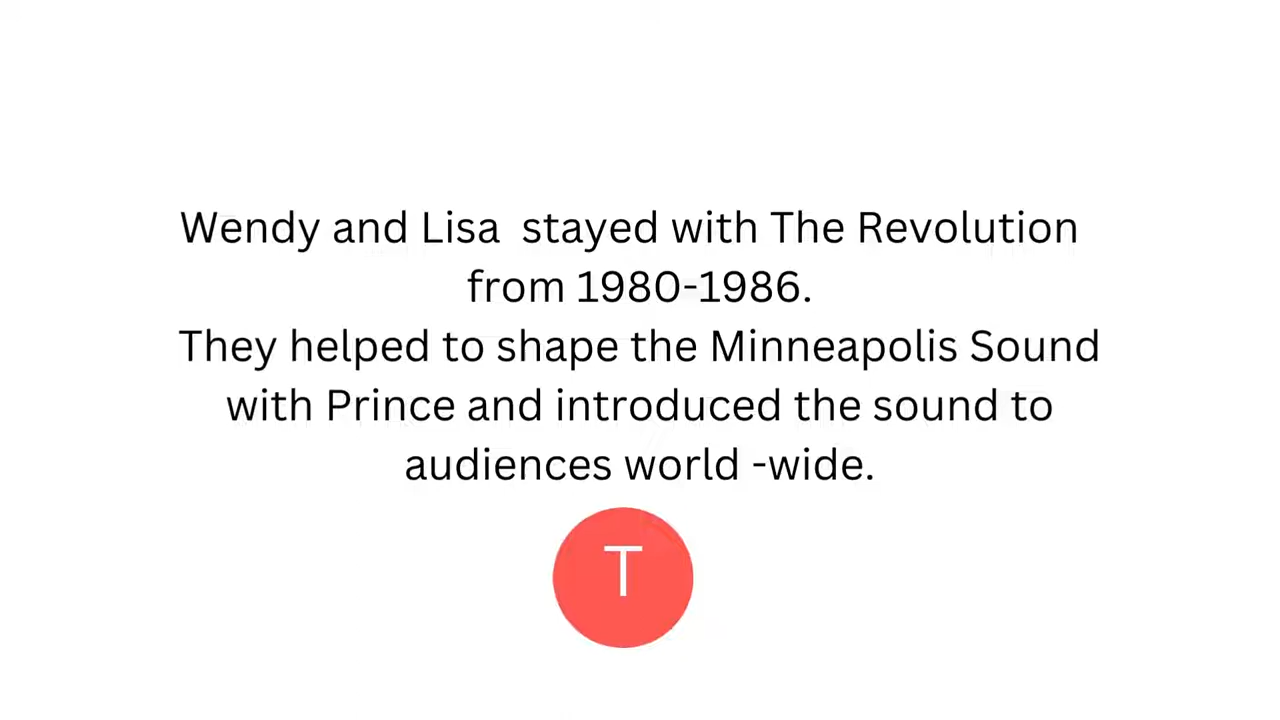 Wendy and Lisa  stayed with The Revolution
from 1980-1986.
They helped to shape the Minneapolis Sound
with Prince and introduced the sound to
audiences world -wide.
T